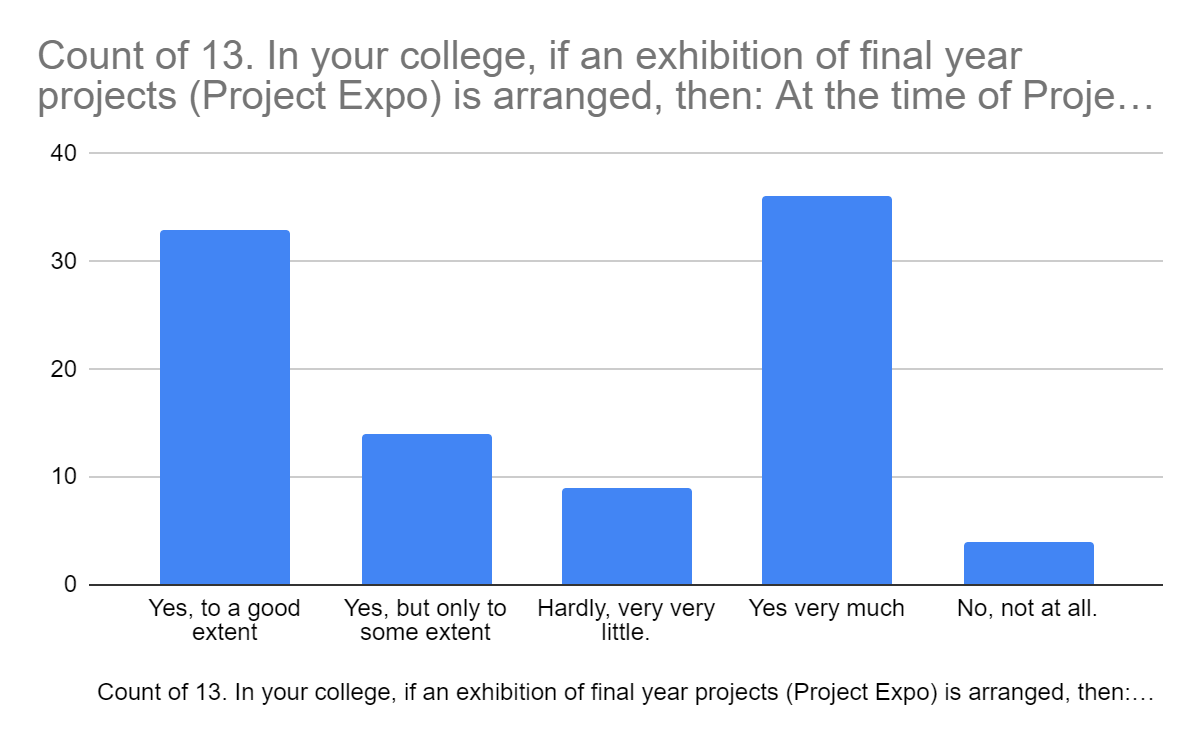 Count of 13. In your college, if an exhibition of final year
projects (Project Expo) is arranged, then: At the time of Proje…
40
30
20
10
0
Yes, to a good
extent
Yes, but only to
some extent
Hardly, very very
little.
Yes very much
No, not at all.
Count of 13. In your college, if an exhibition of final year projects (Project Expo) is arranged, then:…